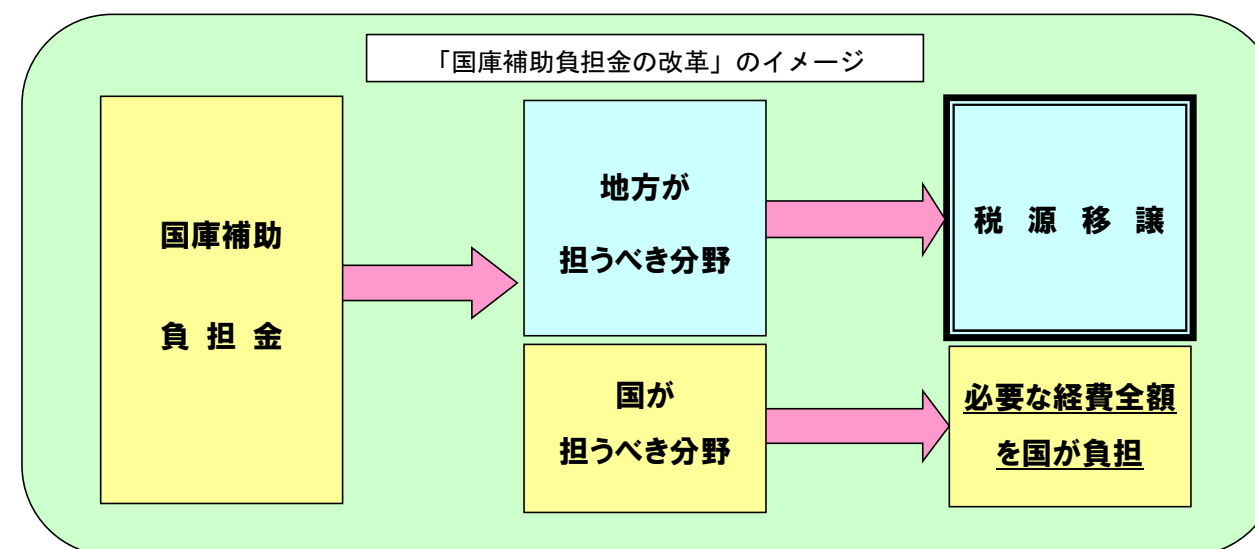 「国庫補助負担金の改革」のイメージ
国庫補助
負 担 金
地方が
担うべき分野
税 源 移 譲
国が
担うべき分野
必要な経費全額
を国が負担